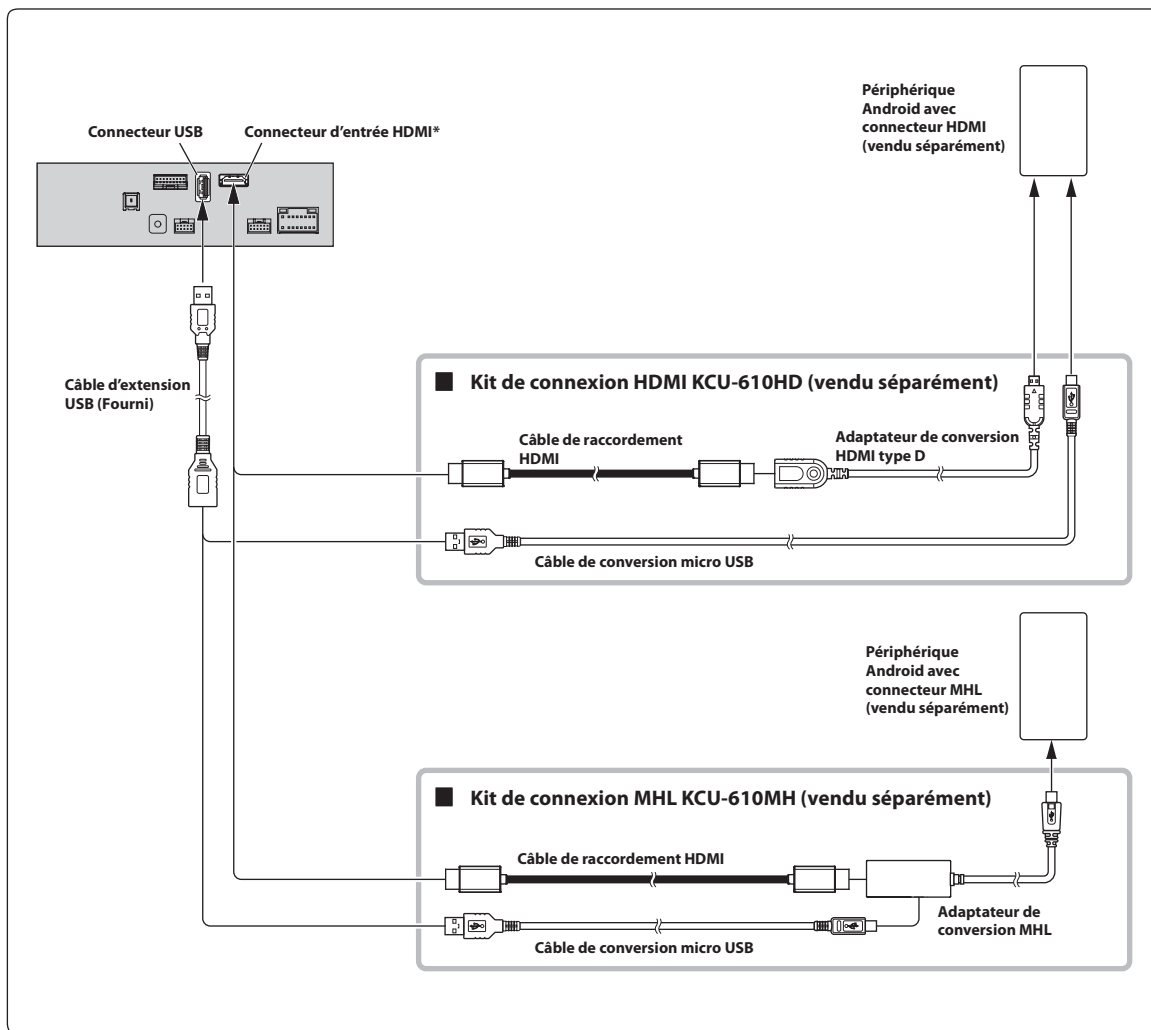 Périphérique
Android avec
connecteur HDMI
(vendu séparément)
Connecteur USB
Connecteur d'entrée HDMI*
Câble d'extension
USB (Fourni)
■ Kit de connexion HDMI KCU-610HD (vendu séparément)
Câble de raccordement
HDMI
Adaptateur de conversion
HDMI type D
Câble de conversion micro USB
Périphérique
Android avec
connecteur MHL
(vendu séparément)
■ Kit de connexion MHL KCU-610MH (vendu séparément)
Câble de raccordement HDMI
Adaptateur de
conversion MHL
Câble de conversion micro USB